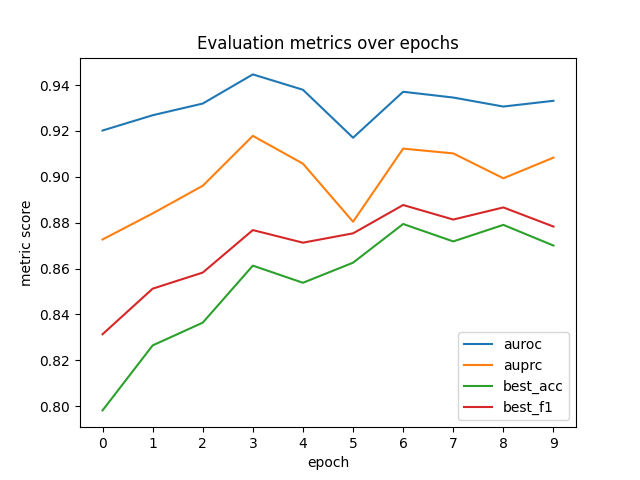 Evaluation metrics over epochs
metric score
0.94
0.92
0.90
0.88
0.86
0.84
0.82
0.80
auroc
auprc
best_acc
best_f1
0 1 2 3 4 5 6 7 8 9
epoch